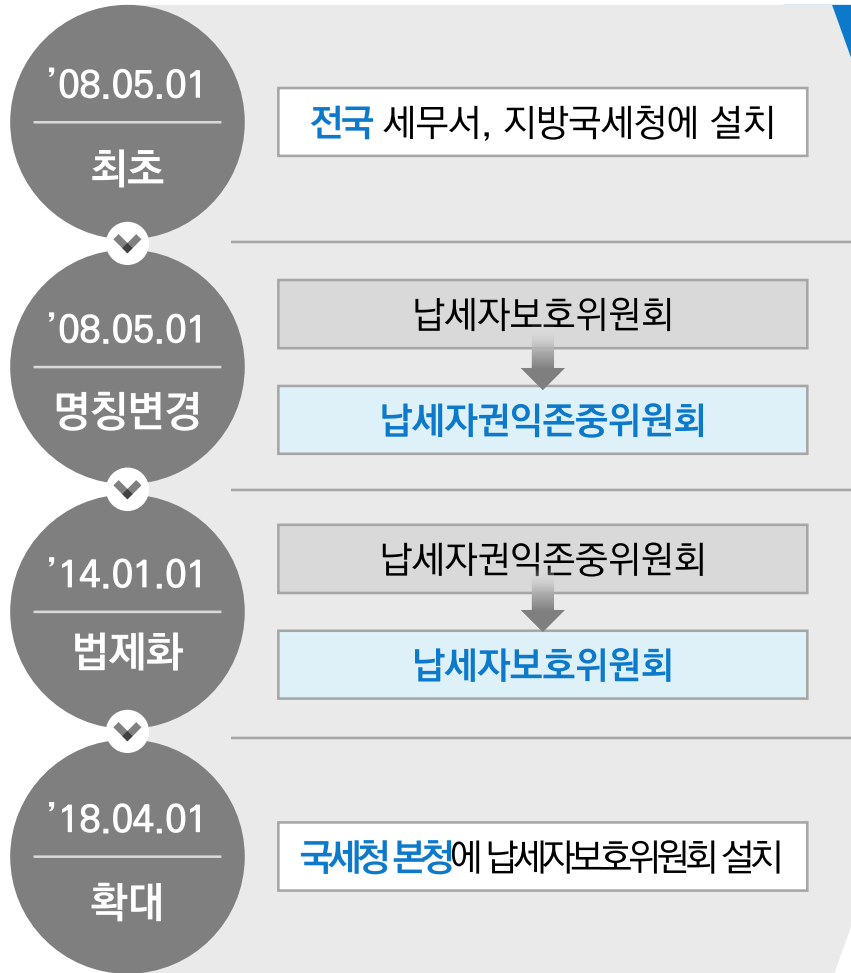 ’08.05.01
최초
전국 세무서, 지방국세청에 설치
’08.05.01
명칭변경
납세자보호위원회
납세자권익존중위원회
’14.01.01
법제화
납세자권익존중위원회
납세자보호위원회
’18.04.01
확대
국세청 본청에 납세자보호위원회 설치